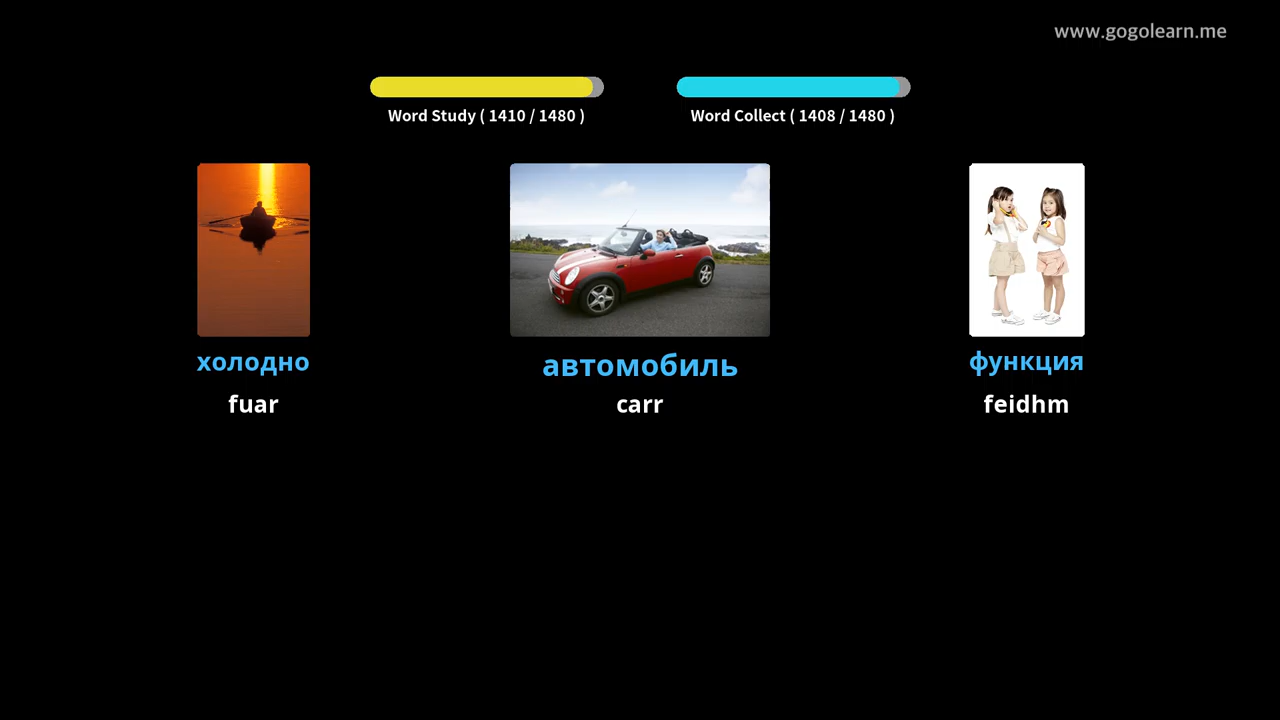 www.gogolearn.me
Word Study ( 1410 / 1480 )
Word Collect ( 1408 / 1480 )
холодно
автомобиль
функция
fuar
carr
feidhm